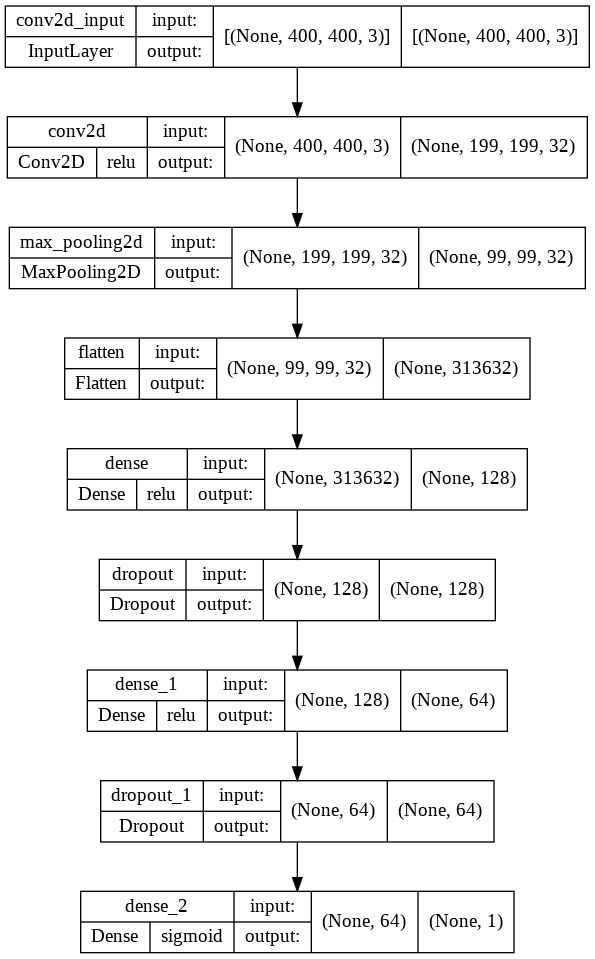 conv2d_input input: [(None, 400, 400, 3)] [(None, 400, 400, 3)]
InputLayer output:
conv2d input: (None, 400, 400, 3) (None, 199, 199, 32)
Conv2D relu output:
max_pooling2d input: (None, 199, 199, 32) (None, 99, 99, 32)
MaxPooling2D output:
flatten input: (None, 99, 99, 32) (None, 313632)
Flatten output:
dense input: (None, 313632) (None, 128)
Dense relu output:
dropout input: (None, 128) (None, 128)
Dropout output:
dense_1 input: (None, 128) (None, 64)
Dense relu output:
dropout_1 input: (None, 64) (None, 64)
Dropout output:
dense_2 input: (None, 64) (None, 1)
Dense sigmoid output: